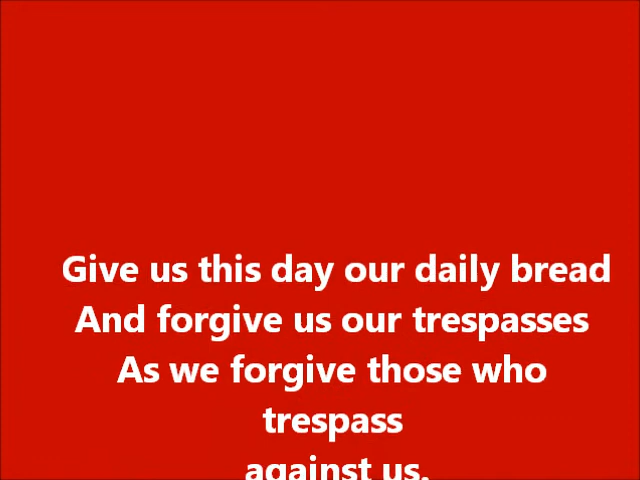 Give us this day our daily bread
And forgive us our trespasses
As we forgive those who
trespass
against us.